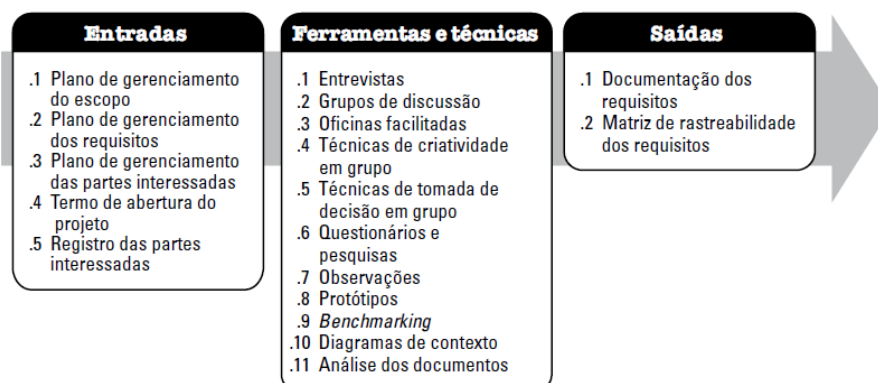 Entradas
.1 Plano de gerenciamento
do escopo
.2 Plano de gerenciamento
dos requisitos
.3 Plano de gerenciamento
das partes interessadas
.4 Termo de abertura do
projeto
.5 Registro das partes
interessadas
Ferramentas e técnicas
.1 Entrevistas
.2 Grupos de discussão
.3 Oficinas facilitadas
.4 Técnicas de criatividade
em grupo
.5 Técnicas de tomada de
decisão em grupo
.6 Questionários e
pesquisas
.7 Observações
.8 Protótipos
.9 Benchmarking
.10 Diagramas de contexto
.11 Análise dos documentos
Saídas
.1 Documentação dos
requisitos
.2 Matriz de rastreabilidade
dos requisitos